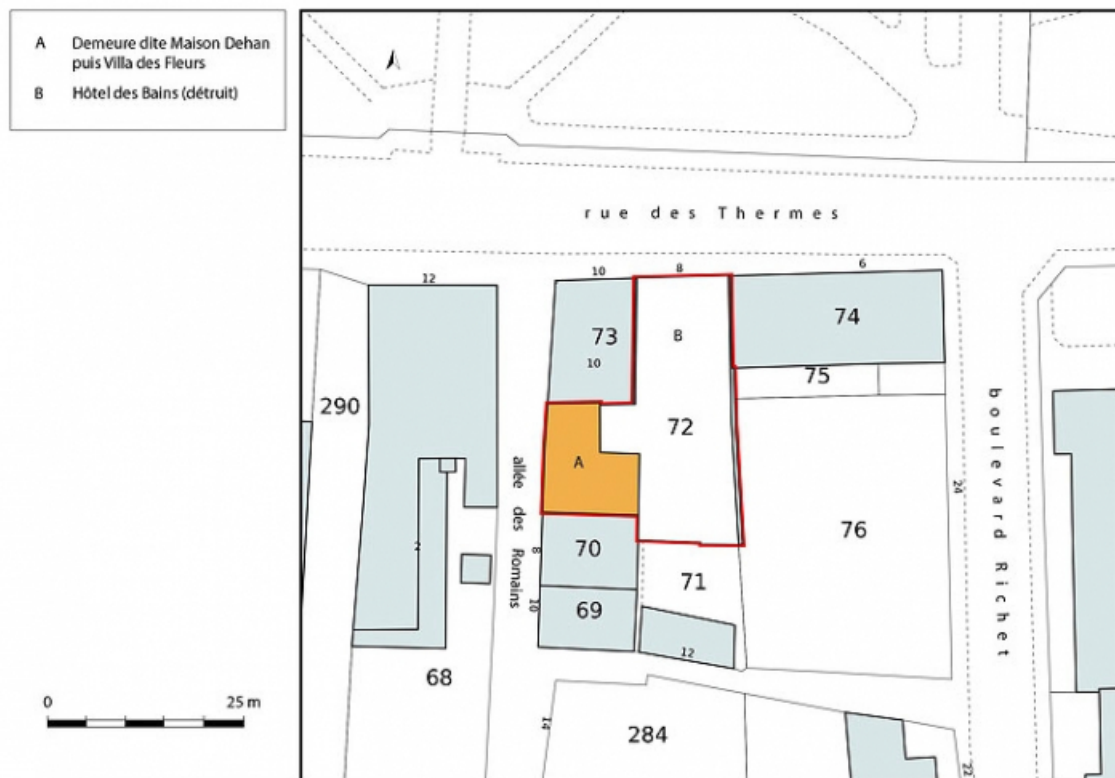 A Demeure dite Maison Dehan
puis Villa des Fleurs
B Hôtel des Bains (détruit)
rue des Thermes
12
10
8
6
73
10
B
74
75
290
72
A
allée des Romains
boulevard Richet
24
76
2
8
70
71
10
69
12
68
0 25 m
14
284
22